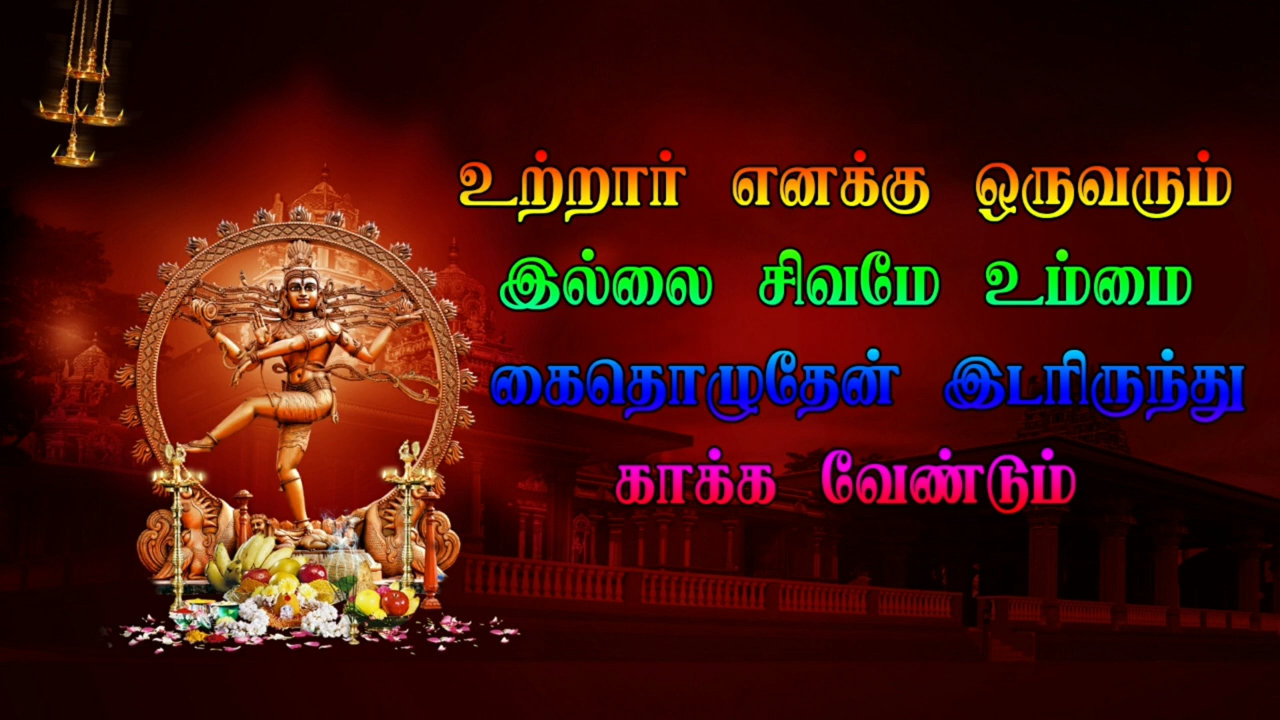 உற்றார் எனக்கு ஒருவரும்
இல்லை சிவமே உம்மை
கைதொழுதேன் இடரிருந்து
காக்க வேண்டும்